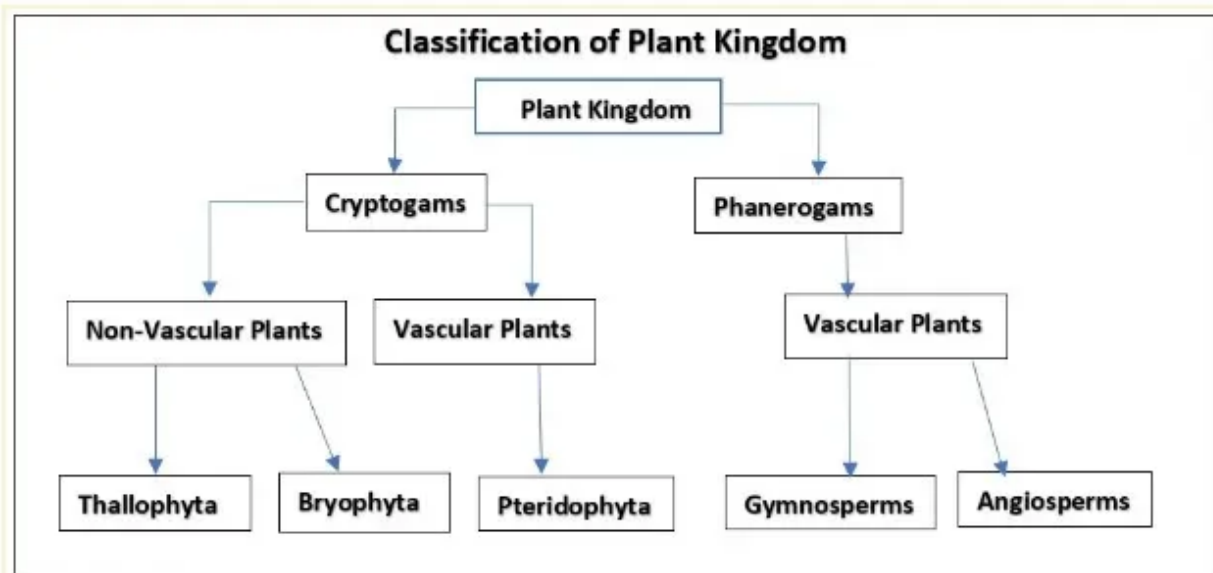 Classification of Plant Kingdom
Plant Kingdom
Cryptogams
Phanerogams
Non-Vascular Plants
Vascular Plants
Vascular Plants
Thallophyta
Bryophyta
Pteridophyta
Gymnosperms
Angiosperms